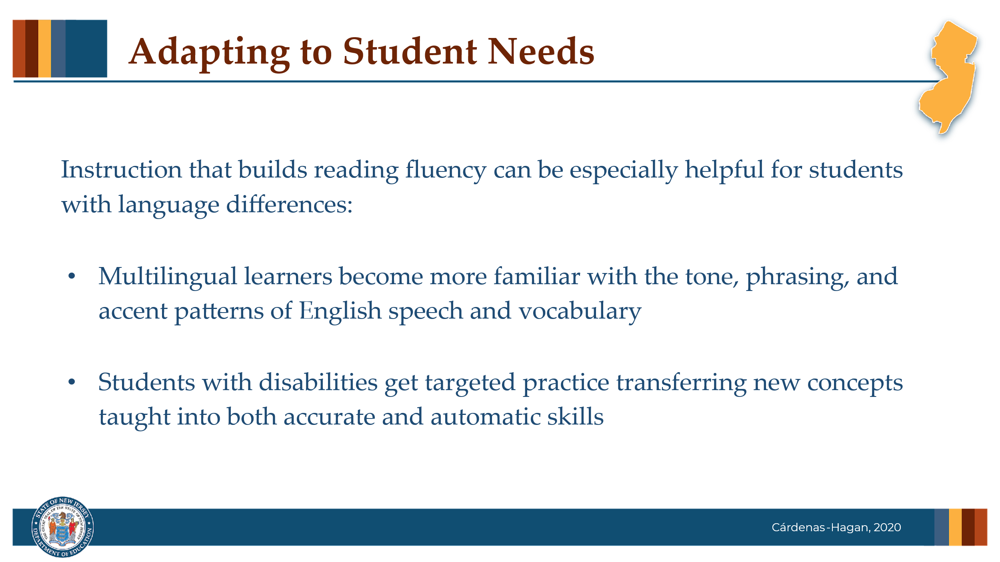 Adapting to Student Needs
Instruction that builds reading fluency can be especially helpful for students
with language differences:
• Multilingual learners become more familiar with the tone, phrasing, and
accent patterns of English speech and vocabulary
• Students with disabilities get targeted practice transferring new concepts
taught into both accurate and automatic skills
STATE OF NEW JERSEY
THE GREAT SEAL OF THE STATE OF NEW JERSEY
DEPARTMENT OF EDUCATION
Cárdenas-Hagan, 2020